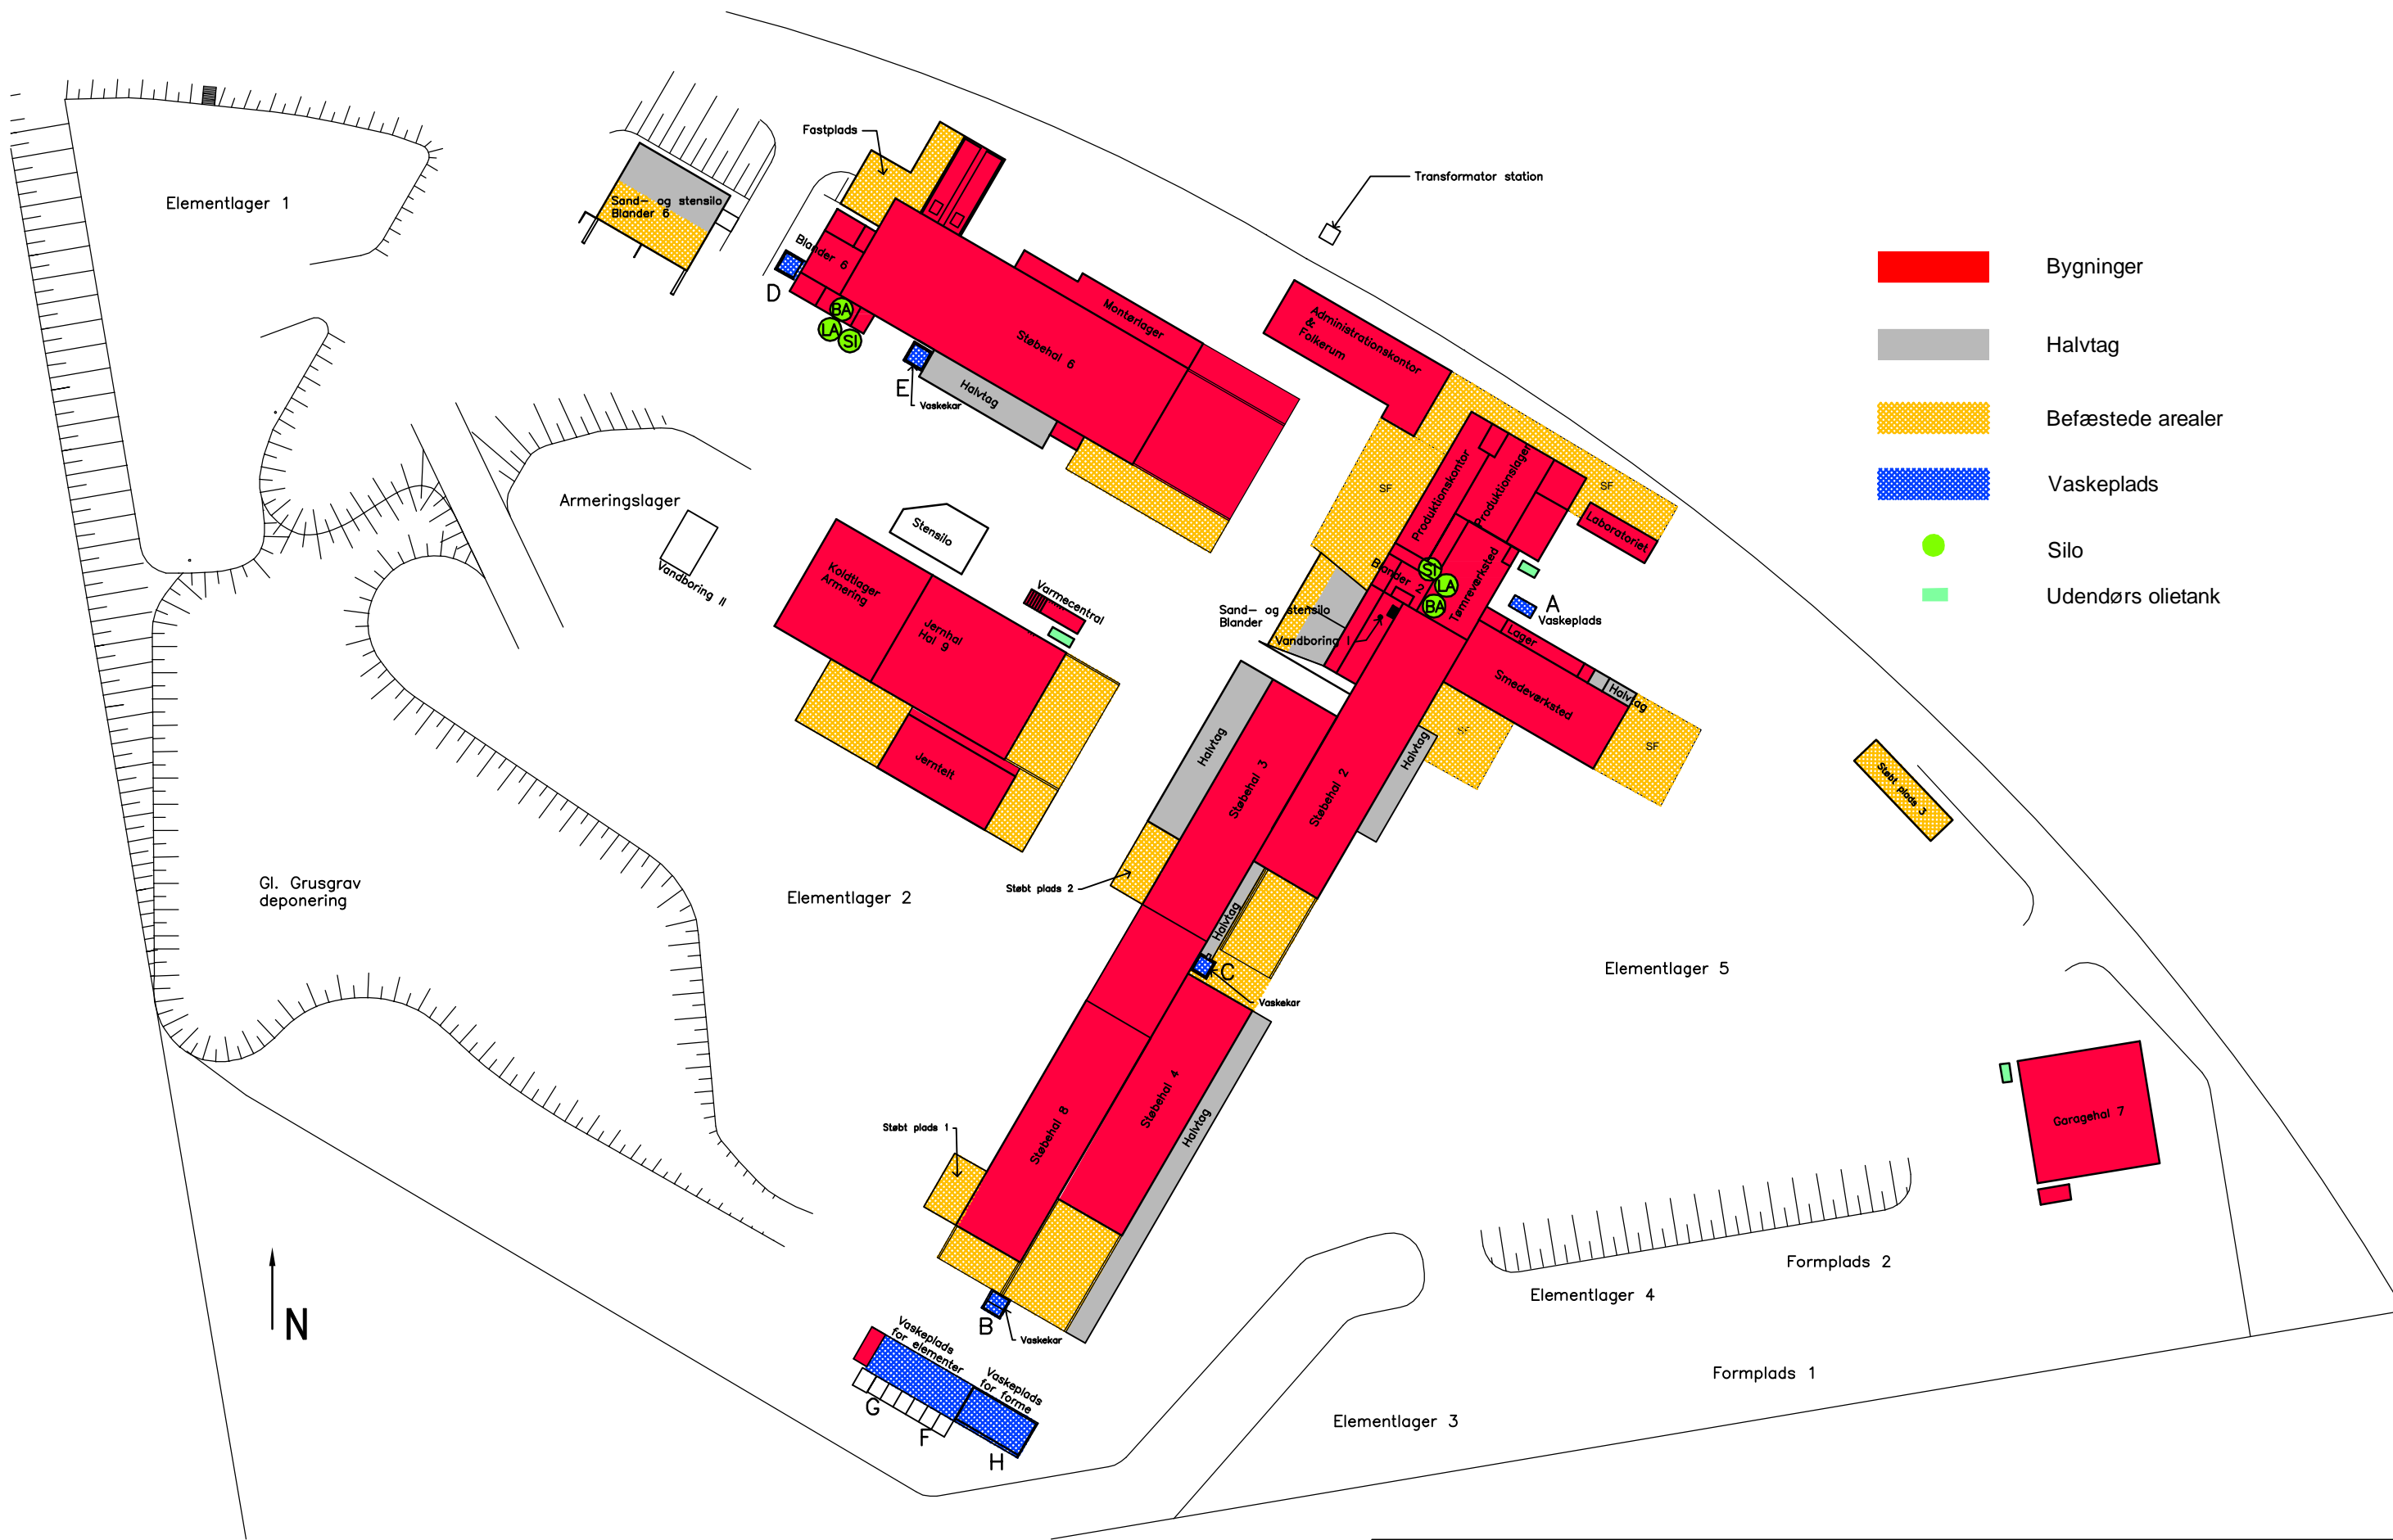 Fastplads
Transformator station
Elementlager 1
Sand- og stensilo
Blander 6
Blander 6
D
BA
LA
SI
E
Vaskekar
Halvtag
Støbehal 6
Montørlager
Administrationskontor
&
Folkerum
Bygninger
Halvtag
Befæstede arealer
Vaskeplads
Silo
Udendørs olietank
Armeringslager
Vandboring II
Stensilo
Koldtlager
Armering
Jernhal
Hal 9
Varmecentral
Jerntelt
SF
Produktionskontor
Produktionslager
SF
Laboratoriet
Blander 2
SI
LA
BA
Tømreværksted
A
Vaskeplads
Sand- og stensilo
Blander
Vandboring I
Lager
Halvtag
Smedeværksted
SF
SF
Halvtag
Støbehal 3
Støbehal 2
Halvtag
Støbt plads 3
Støbt plads 2
Halvtag
C
Vaskekar
Gl. Grusgrav
deponering
Elementlager 2
Elementlager 5
Støbehal 8
Støbehal 4
Halvtag
Støbt plads 1
Garagehal 7
Formplads 2
Elementlager 4
Formplads 1
Elementlager 3
N
B
Vaskekar
Vaskeplads
for elementer
Vaskeplads
for forme
G
F
H